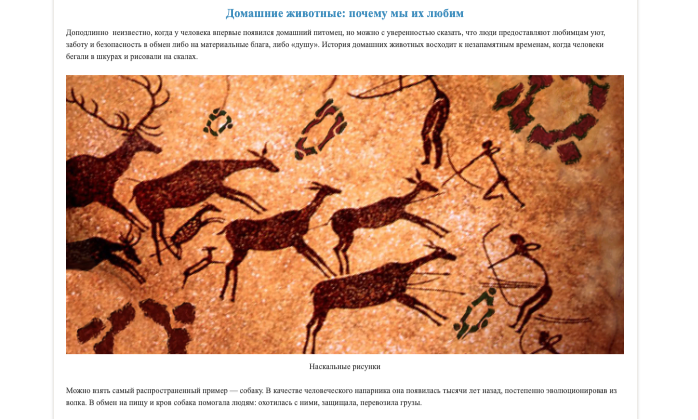 Домашние животные: почему мы их любим
Доподлинно неизвестно, когда у человека впервые появился домашний питомец, но можно с уверенностью сказать, что люди предоставляют любимцам уют,
заботу и безопасность в обмен либо на материальные блага, либо «душу». История домашних животных восходит к незапамятным временам, когда человеки
бегали в шкурах и рисовали на скалах.
Наскальные рисунки
Можно взять самый распространенный пример — собаку. В качестве человеческого напарника она появилась тысячи лет назад, постепенно эволюционировав из
волка. В обмен на пищу и кров собака помогала людям: охотилась с ними, защищала, перевозила грузы.